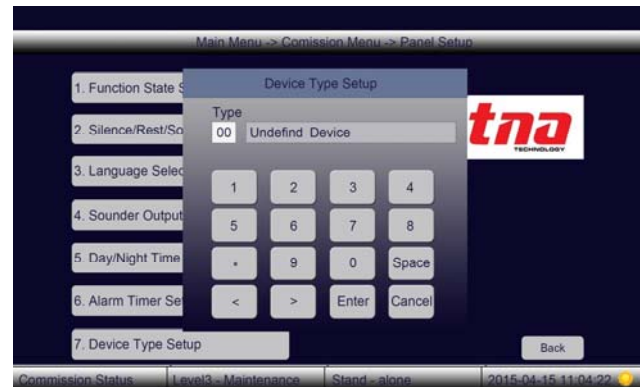 Main Menu -> Comission Menu -> Panel Setup
1. Function State S
Device Type Setup
Type
00 Undefind Device
2. Silence/Rest/So
tna
TECHNOLOGY
3. Language Selec
1 2 3 4
4. Sounder Output
5 6 7 8
5. Day/Night Time
* 9 0 Space
6. Alarm Timer Se
< > Enter Cancel
7. Device Type Setup
Back
Commission Status Level3 - Maintenance Stand - alone 2015-04-15 11:04:22